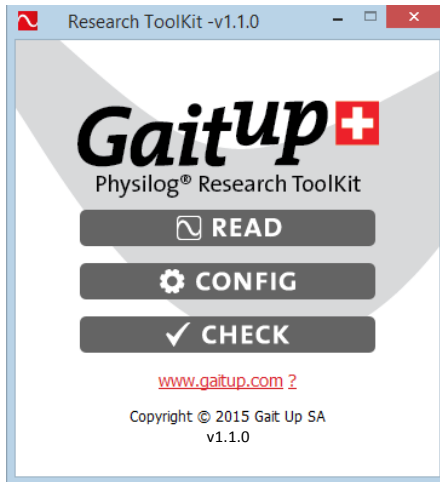 Research ToolKit -v1.1.0
Gaitup
Physilog® Research ToolKit
READ
CONFIG
CHECK
www.gaitup.com ?
Copyright © 2015 Gait Up SA
v1.1.0